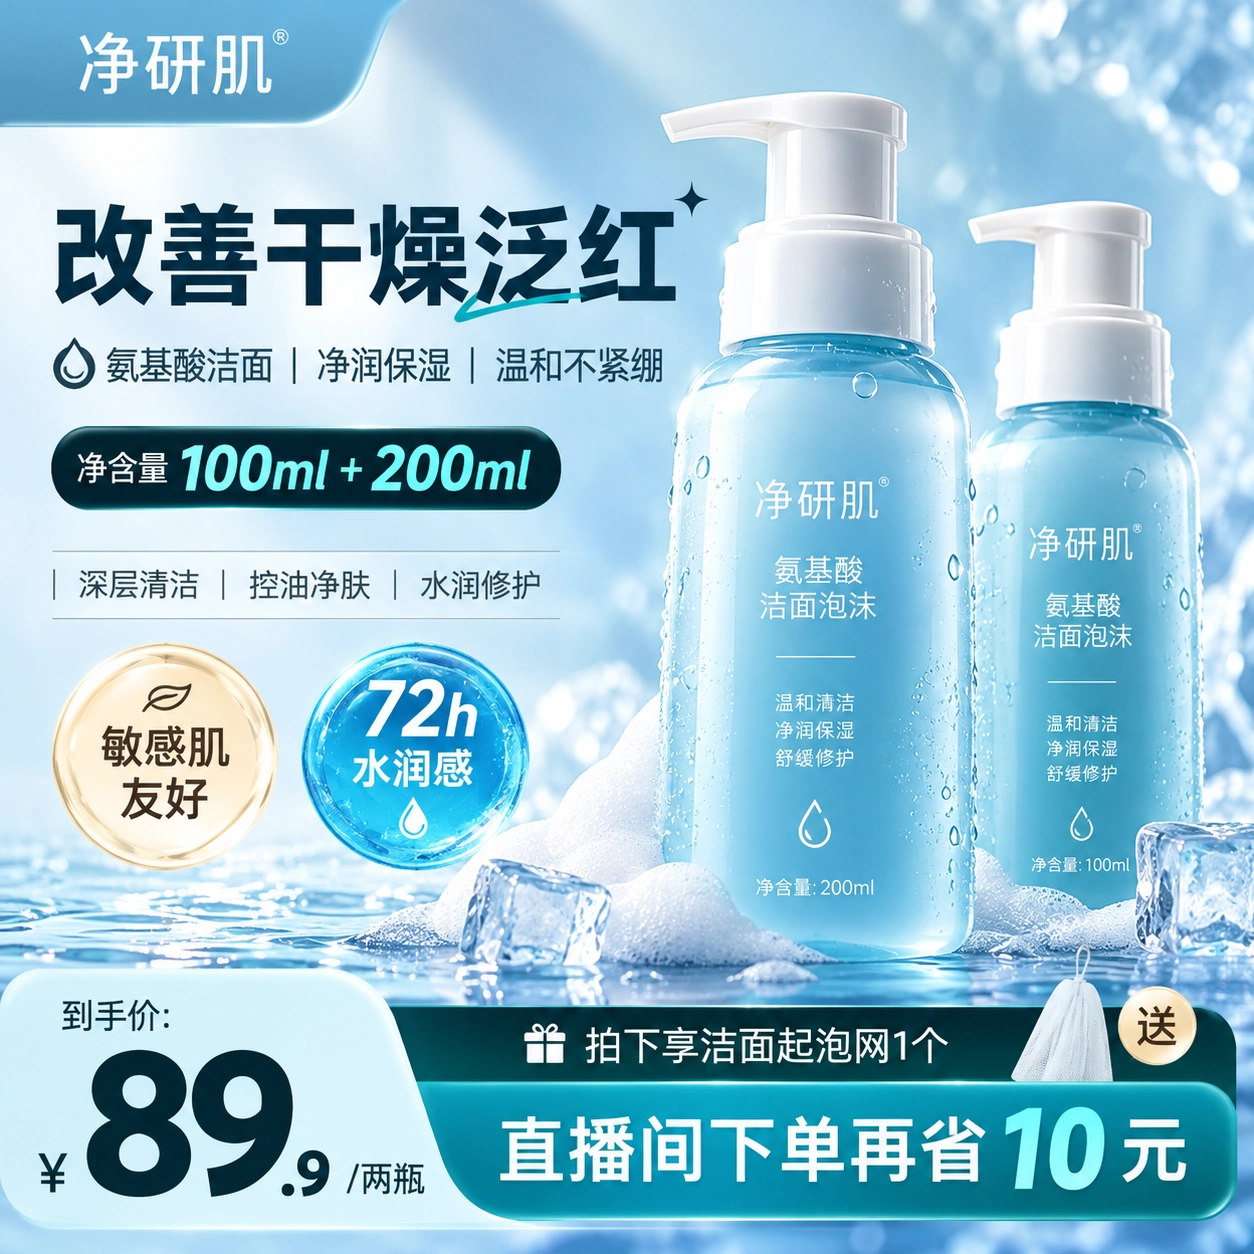 净研肌®
改善干燥泛红
氨基酸洁面 | 净润保湿 | 温和不紧绷
净含量 100ml + 200ml
| 深层清洁 | 控油净肤 | 水润修护
敏感肌
友好
72h
水润感
净研肌®
氨基酸
洁面泡沫
温和清洁
净润保湿
舒缓修护
净含量: 200ml
净研肌®
氨基酸
洁面泡沫
温和清洁
净润保湿
舒缓修护
净含量: 100ml
到手价:
¥89.9/两瓶
拍下享洁面起泡网1个
送
直播间下单再省10元